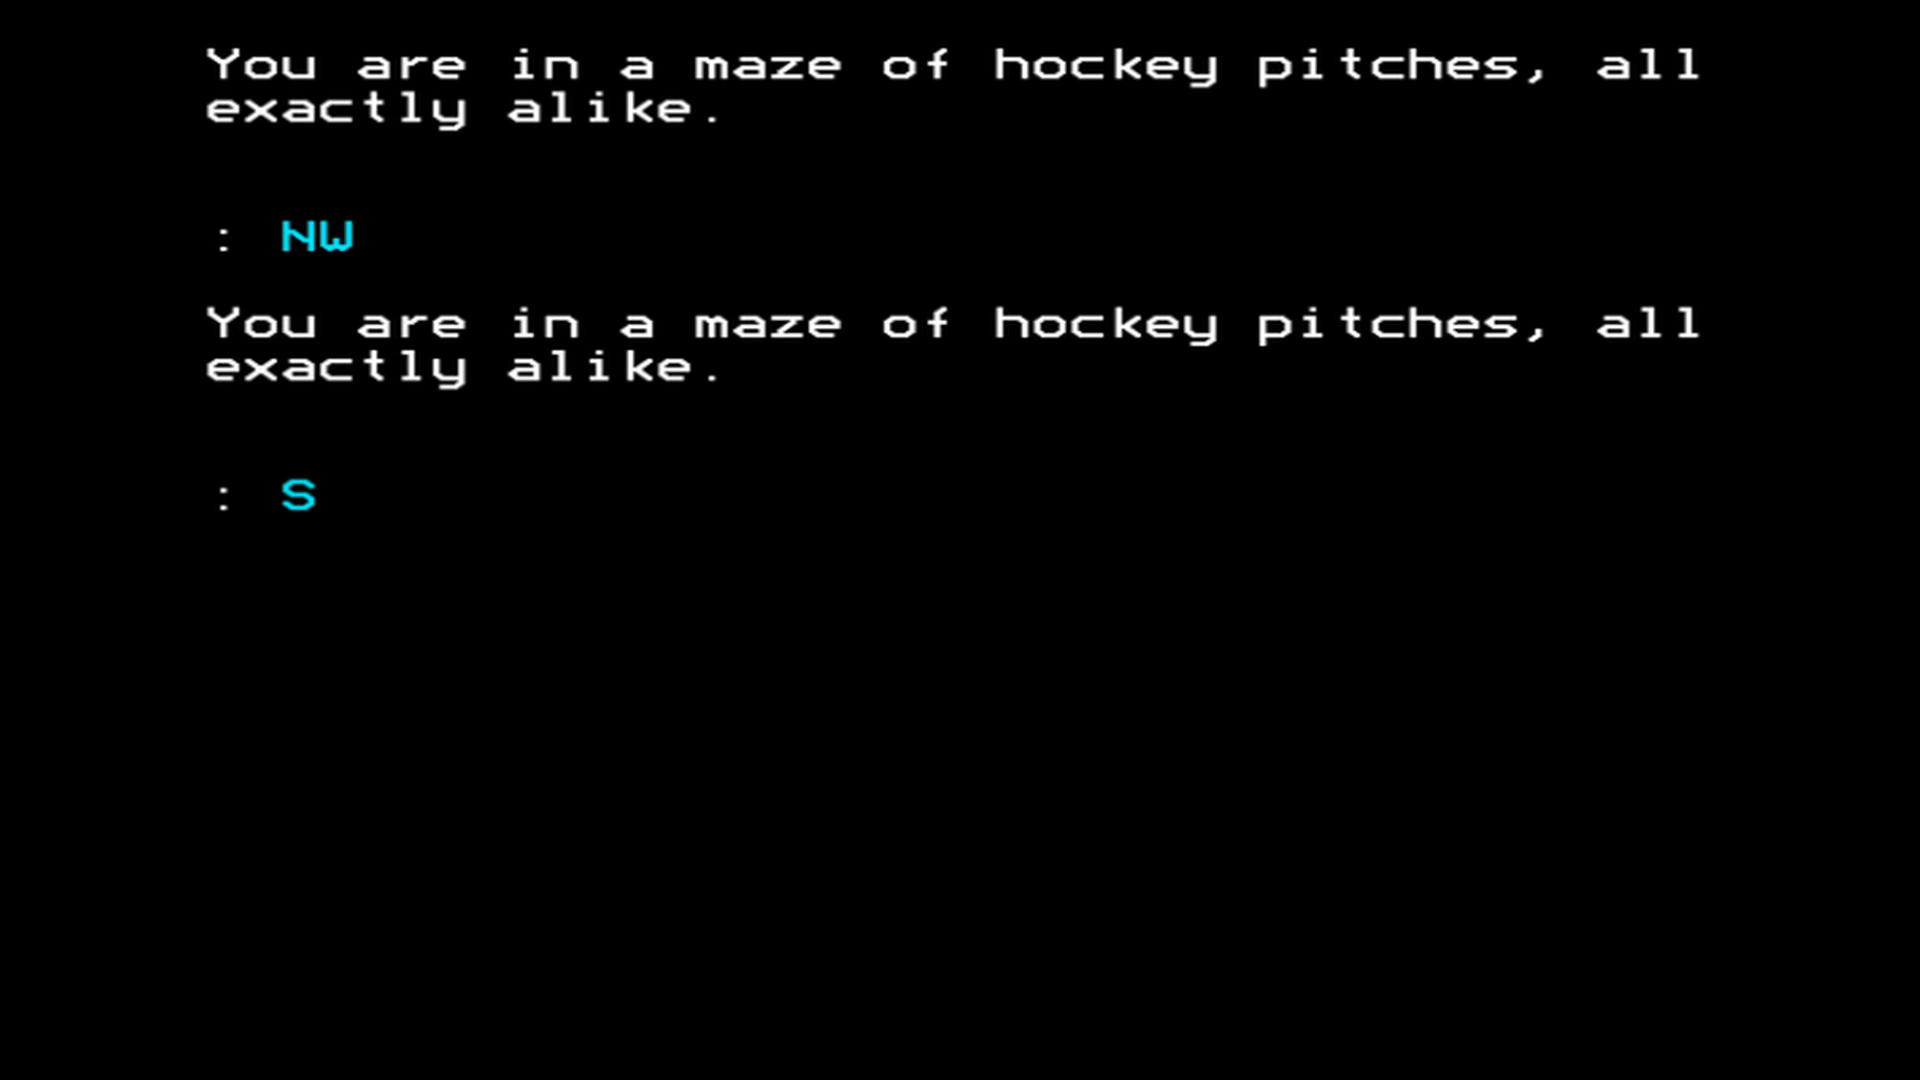 You are in a maze of hockey pitches, all
exactly alike.
: NW
You are in a maze of hockey pitches, all
exactly alike.
: S